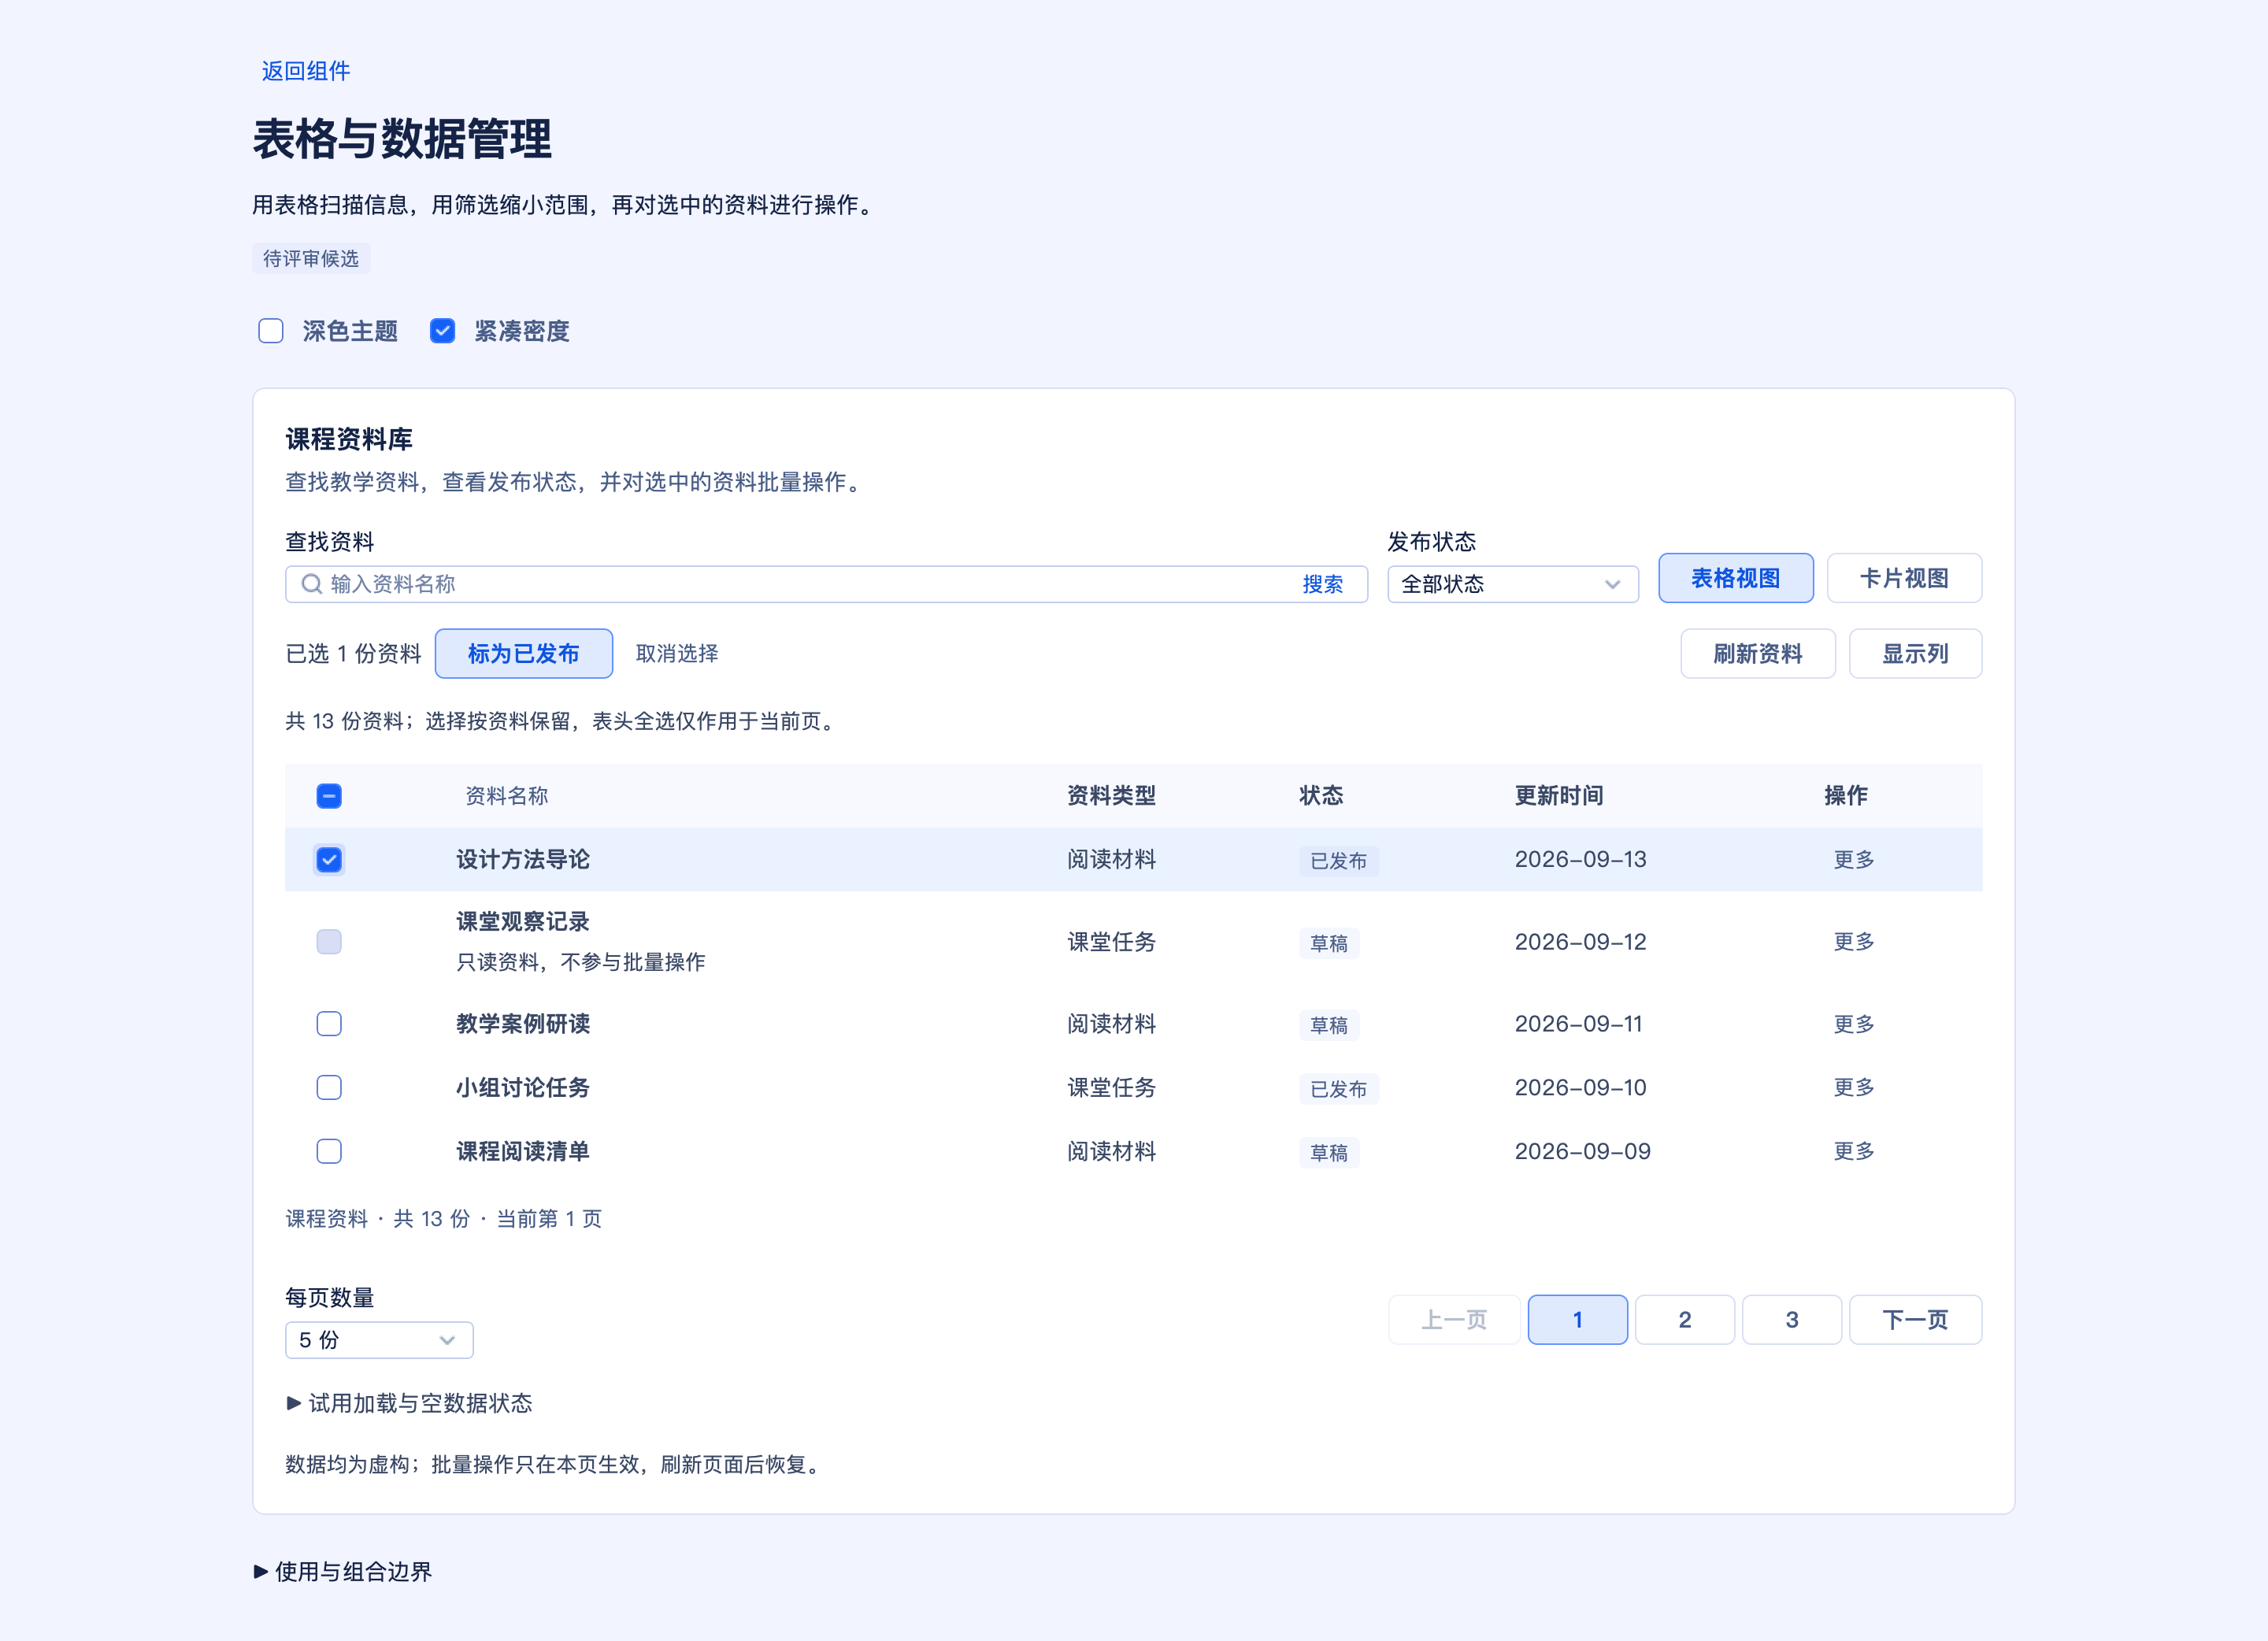 返回组件
表格与数据管理
用表格扫描信息，用筛选缩小范围，再对选中的资料进行操作。
待评审候选
深色主题 紧凑密度
课程资料库
查找教学资料，查看发布状态，并对选中的资料批量操作。
查找资料 发布状态
输入资料名称 搜索 全部状态 表格视图 卡片视图
已选 1 份资料 标为已发布 取消选择 刷新资料 显示列
共 13 份资料；选择按资料保留，表头全选仅作用于当前页。
资料名称 资料类型 状态 更新时间 操作
设计方法导论 阅读材料 已发布 2026-09-13 更多
课堂观察记录
只读资料，不参与批量操作 课堂任务 草稿 2026-09-12 更多
教学案例研读 阅读材料 草稿 2026-09-11 更多
小组讨论任务 课堂任务 已发布 2026-09-10 更多
课程阅读清单 阅读材料 草稿 2026-09-09 更多
课程资料 · 共 13 份 · 当前第 1 页
每页数量
5 份 上一页 1 2 3 下一页
试用加载与空数据状态
数据均为虚构；批量操作只在本页生效，刷新页面后恢复。
使用与组合边界